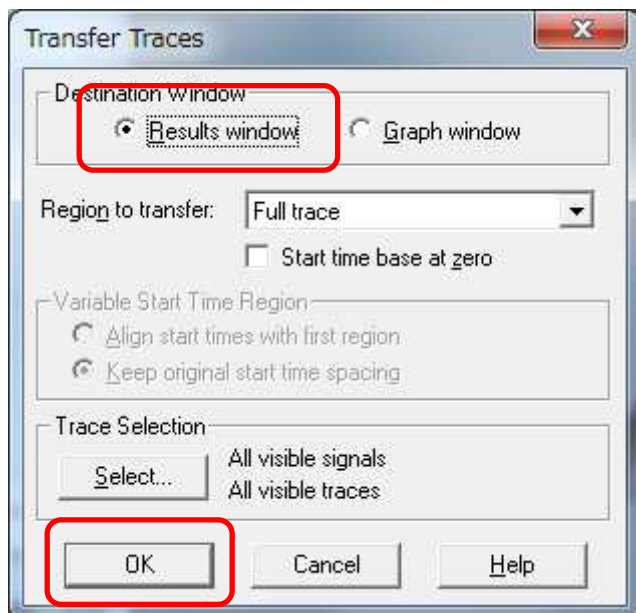 Transfer Traces
Destination Window
Results window Graph window
Region to transfer: Full trace
Start time base at zero
Variable Start Time Region
Align start times with first region
Keep original start time spacing
Trace Selection
Select... All visible signals
All visible traces
OK Cancel Help